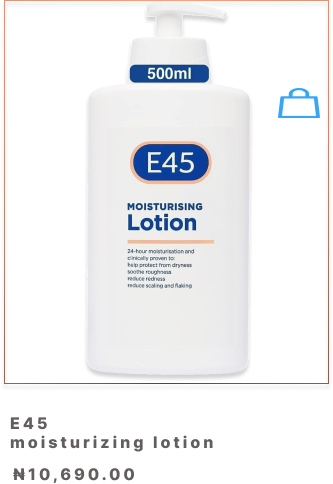 500ml
E45
MOISTURISING
Lotion
24-hour moisturisation and
clinically proven to:
help protect from dryness
soothe roughness
reduce redness
reduce scaling and flaking
E45
moisturizing lotion
₦10,690.00